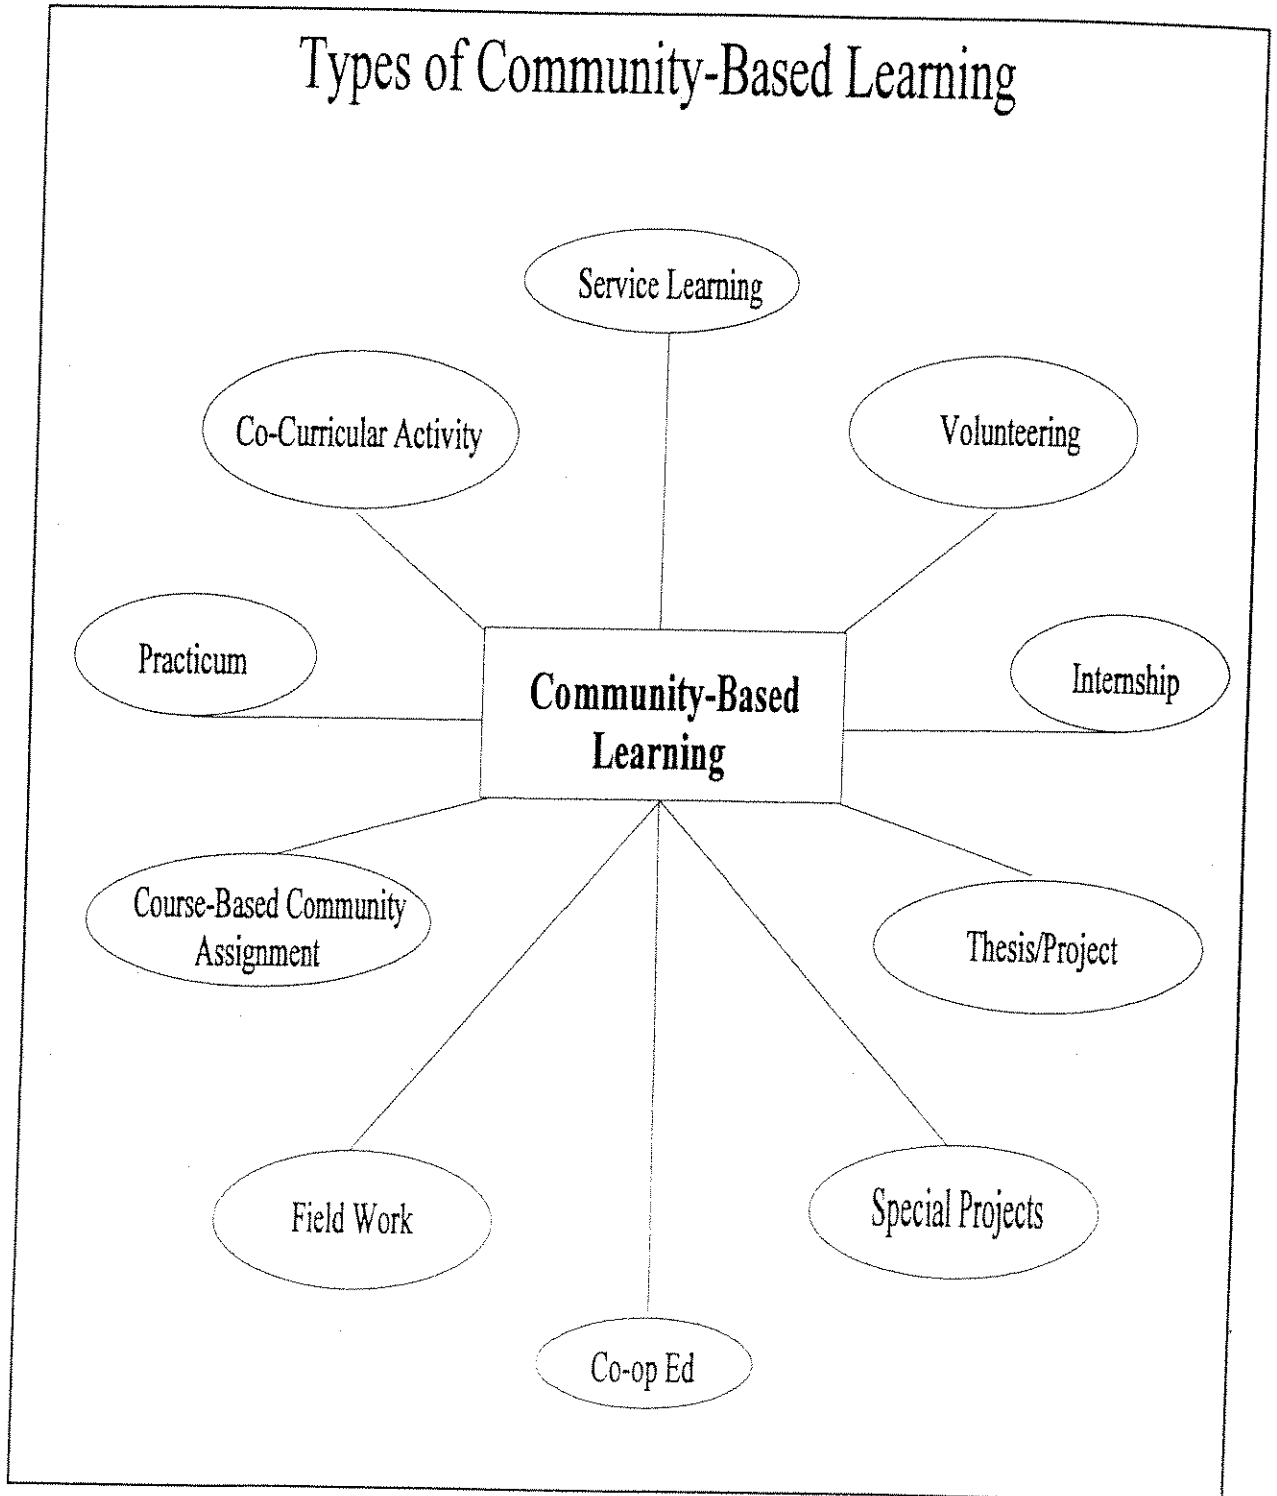 Types of Community-Based Learning
Service Learning
Co-Curricular Activity
Volunteering
Practicum
Internship
Community-Based
Learning
Course-Based Community
Assignment
Thesis/Project
Field Work
Special Projects
Co-op Ed